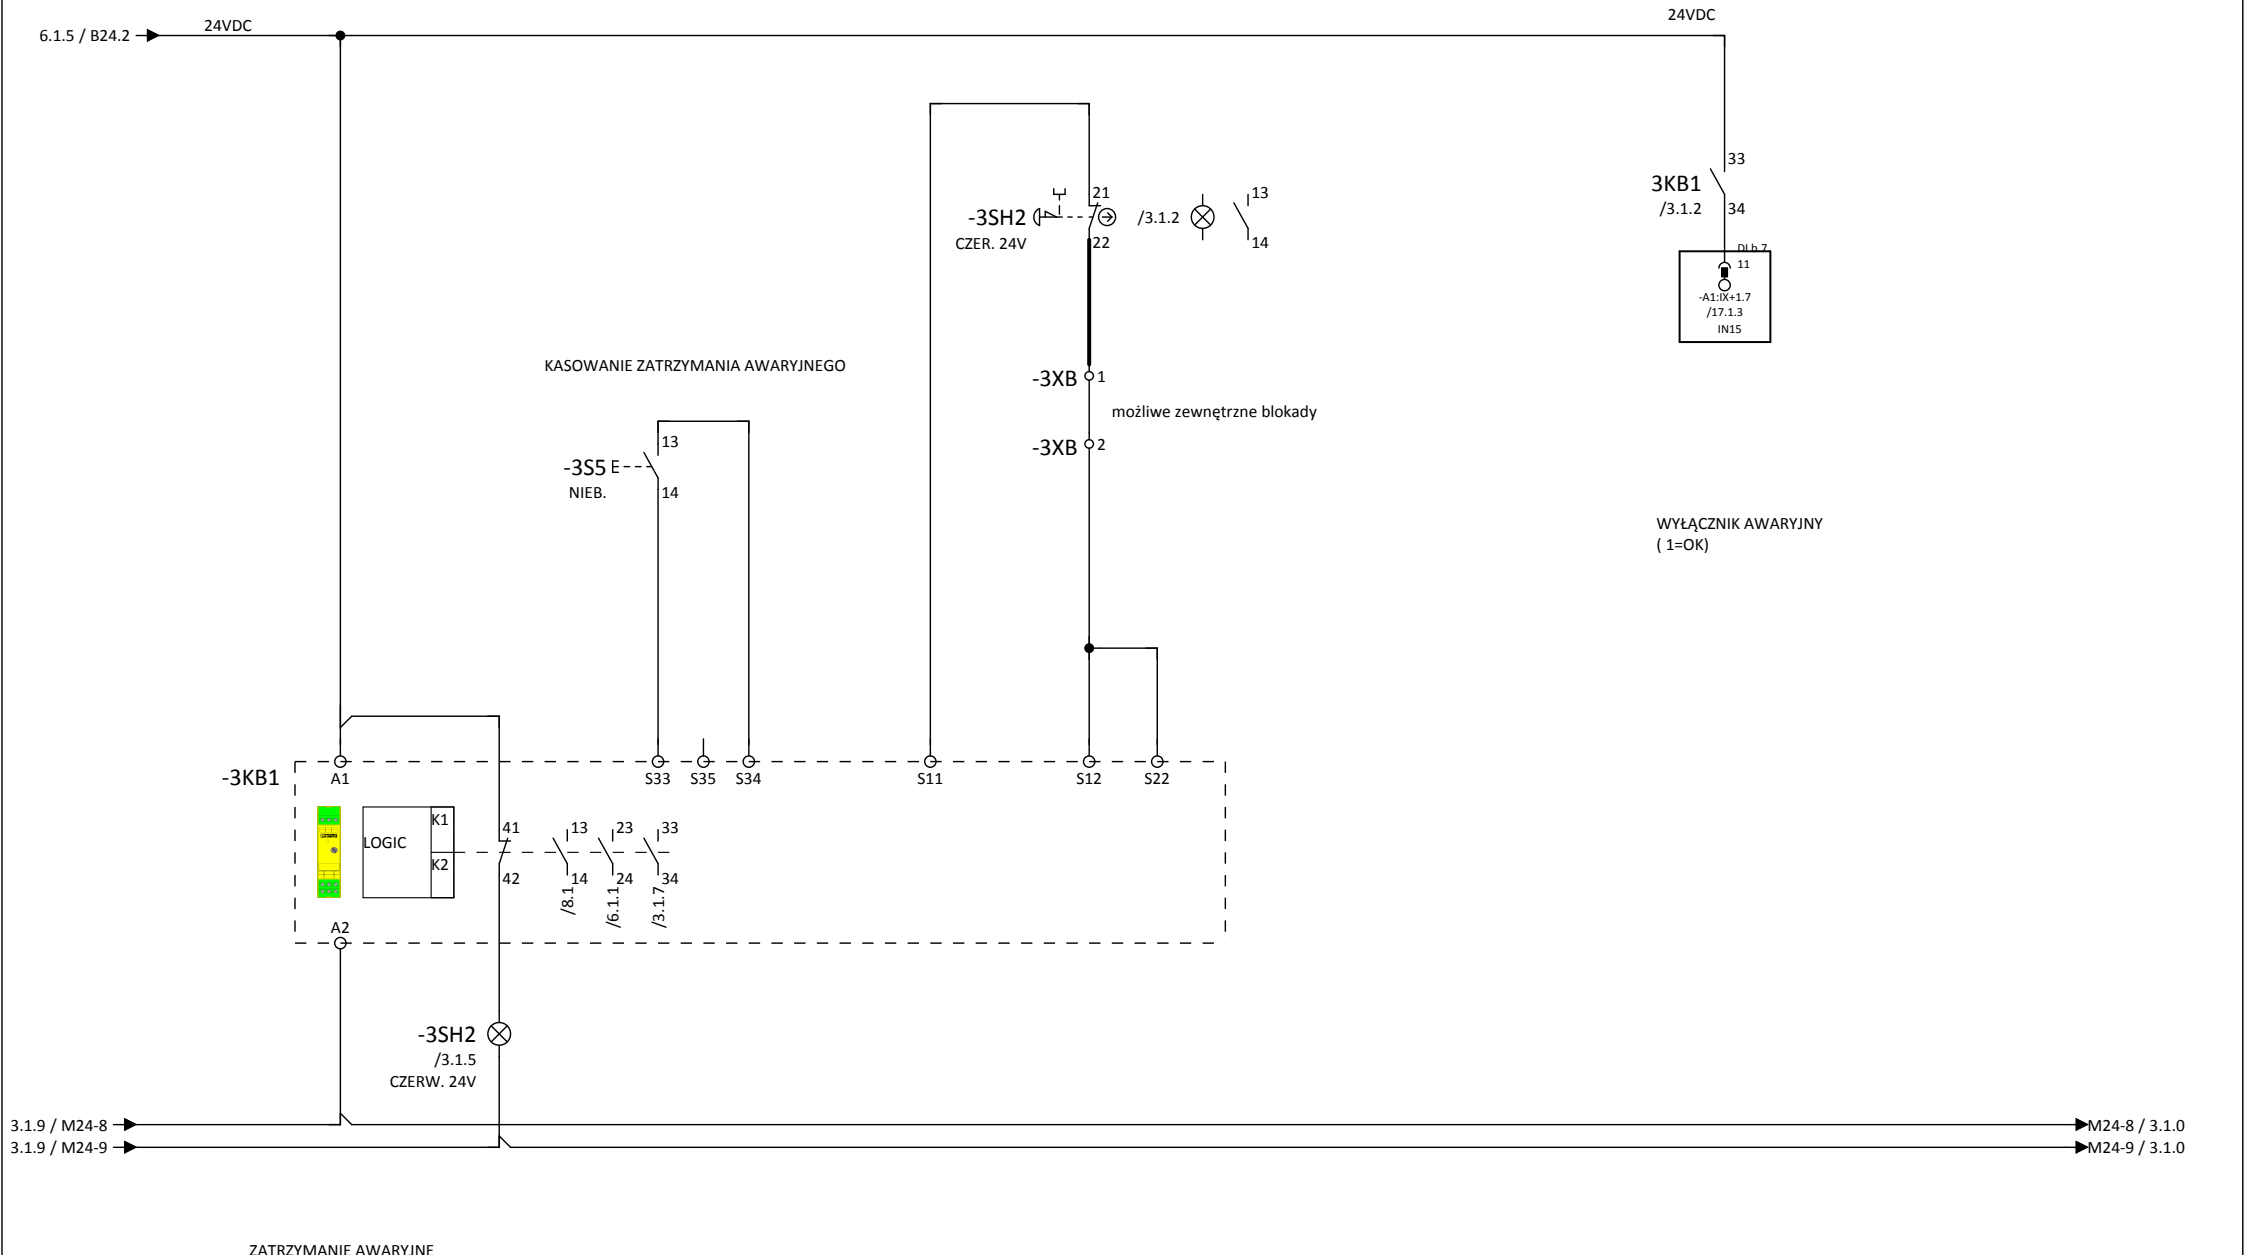 24VDC
24VDC
6.1.5 / B24.2
33
3KB1
/3.1.2
34
21
13
-3SH2
/3.1.2
CZER. 24V
22
14
DI b 7
11
-A1:IX+1.7
/17.1.3
IN15
KASOWANIE ZATRZYMANIA AWARYJNEGO
-3XB
1
możliwe zewnętrzne blokady
-3XB
2
13
-3S5
NIEB.
14
WYŁĄCZNIK AWARYJNY
( 1=OK)
-3KB1
A1
S33
S35
S34
S11
S12
S22
K1
LOGIC
K2
41
13
23
33
42
14
24
34
/8.1
/6.1.1
/3.1.7
A2
-3SH2
/3.1.5
CZERW. 24V
3.1.9 / M24-8
M24-8 / 3.1.0
3.1.9 / M24-9
M24-9 / 3.1.0
ZATRZYMANIE AWARYJNE